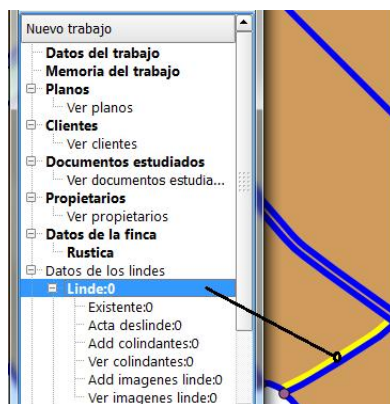 Nuevo trabajo
Datos del trabajo
Memoria del trabajo
Planos
Ver planos
Clientes
Ver clientes
Documentos estudiados
Ver documentos estudia...
Propietarios
Ver propietarios
Datos de la finca
Rustica
Datos de los lindes
Linde:0
Existente:0
Acta deslinde:0
Add colindantes:0
Ver colindantes:0
Add imagenes linde:0
Ver imagenes linde:0